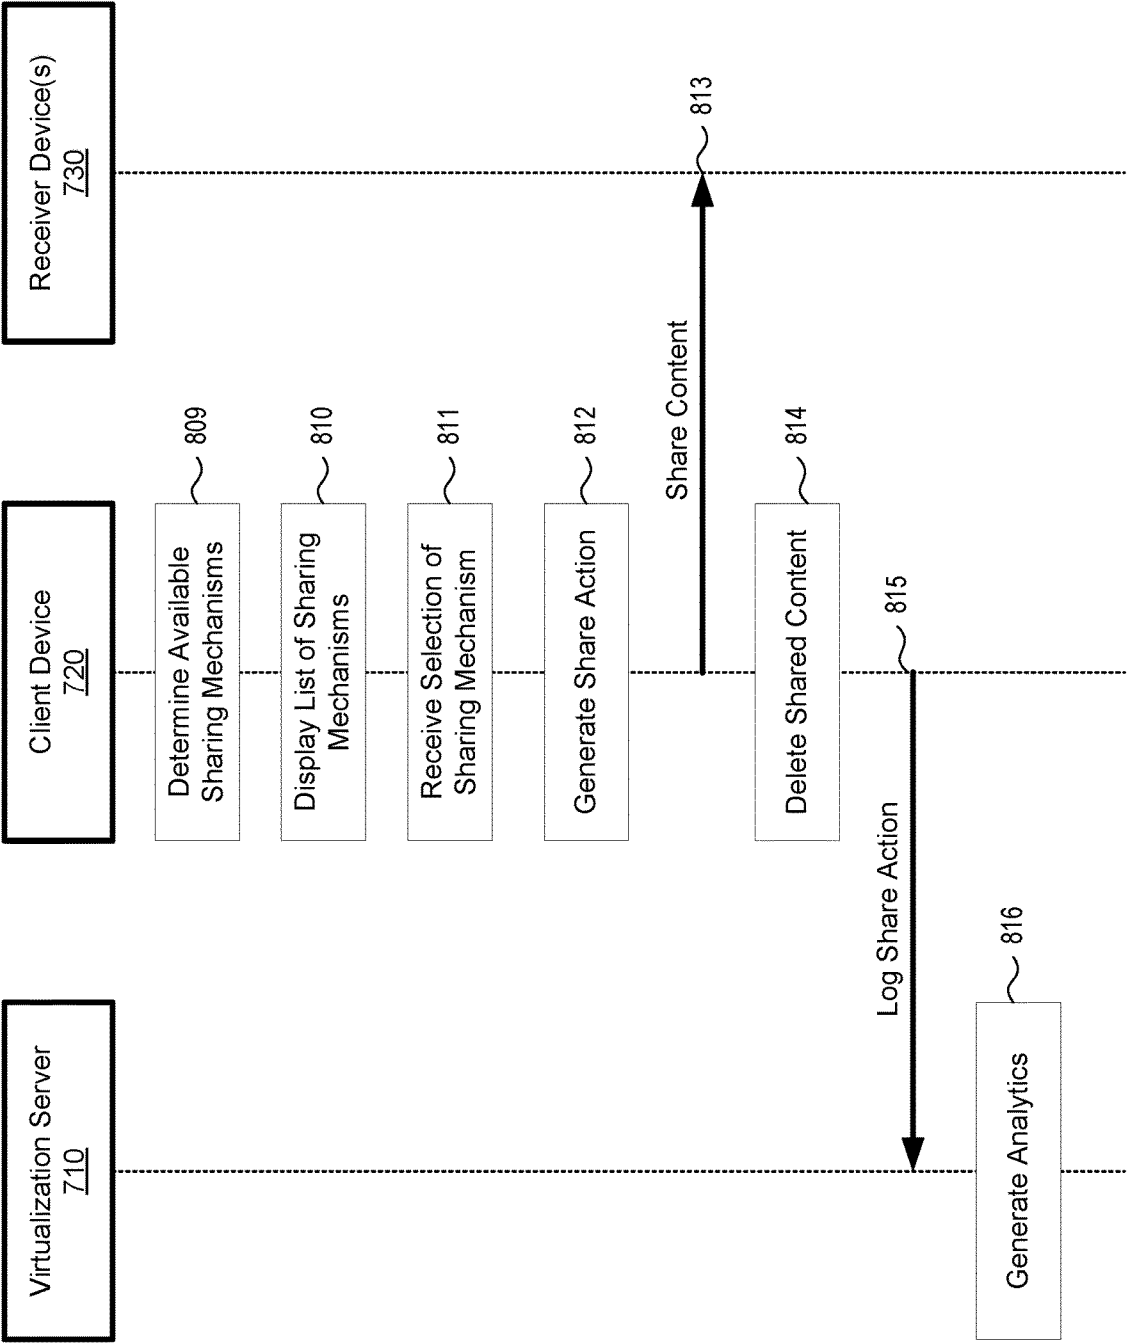 Virtualization Server
710
Client Device
720
Receiver Device(s)
730
Determine Available
Sharing Mechanisms
809
Display List of Sharing
Mechanisms
810
Receive Selection of
Sharing Mechanism
811
Generate Share Action
812
Share Content
813
Delete Shared Content
814
Log Share Action
815
Generate Analytics
816